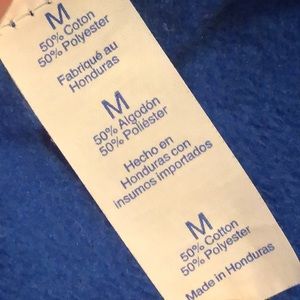 M
50% Coton
50% Polyester
Fabriqué au
Honduras
M
50% Algodón
50% Poliéster
Hecho en
Honduras con
insumos importados
M
50% Cotton
50% Polyester
Made in Honduras